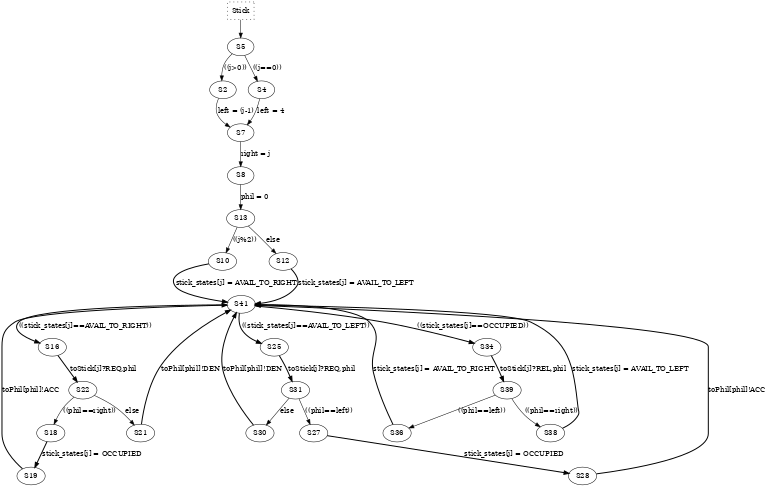 Stick
S5
((j>0))
((j==0))
S2
S4
left = (j-1)
left = 4
S7
right = j
S8
phil = 0
S13
((j%2))
else
S10
S12
stick_states[j] = AVAIL_TO_RIGHT
stick_states[j] = AVAIL_TO_LEFT
S41
((stick_states[j]==AVAIL_TO_RIGHT))
((stick_states[j]==AVAIL_TO_LEFT))
((stick_states[j]==OCCUPIED))
S16
S25
S34
toStick[j]?REQ,phil
toStick[j]?REQ,phil
toStick[j]?REL,phil
stick_states[j] = AVAIL_TO_RIGHT
stick_states[j] = AVAIL_TO_LEFT
toPhil[phil]!DEN
toPhil[phil]!DEN
toPhil[phil]!ACC
toPhil[phil]!ACC
S22
S31
S39
((phil==right))
else
else
((phil==left))
((phil==left))
((phil==right))
S18
S21
S30
S27
S36
S38
stick_states[j] = OCCUPIED
stick_states[j] = OCCUPIED
S19
S28